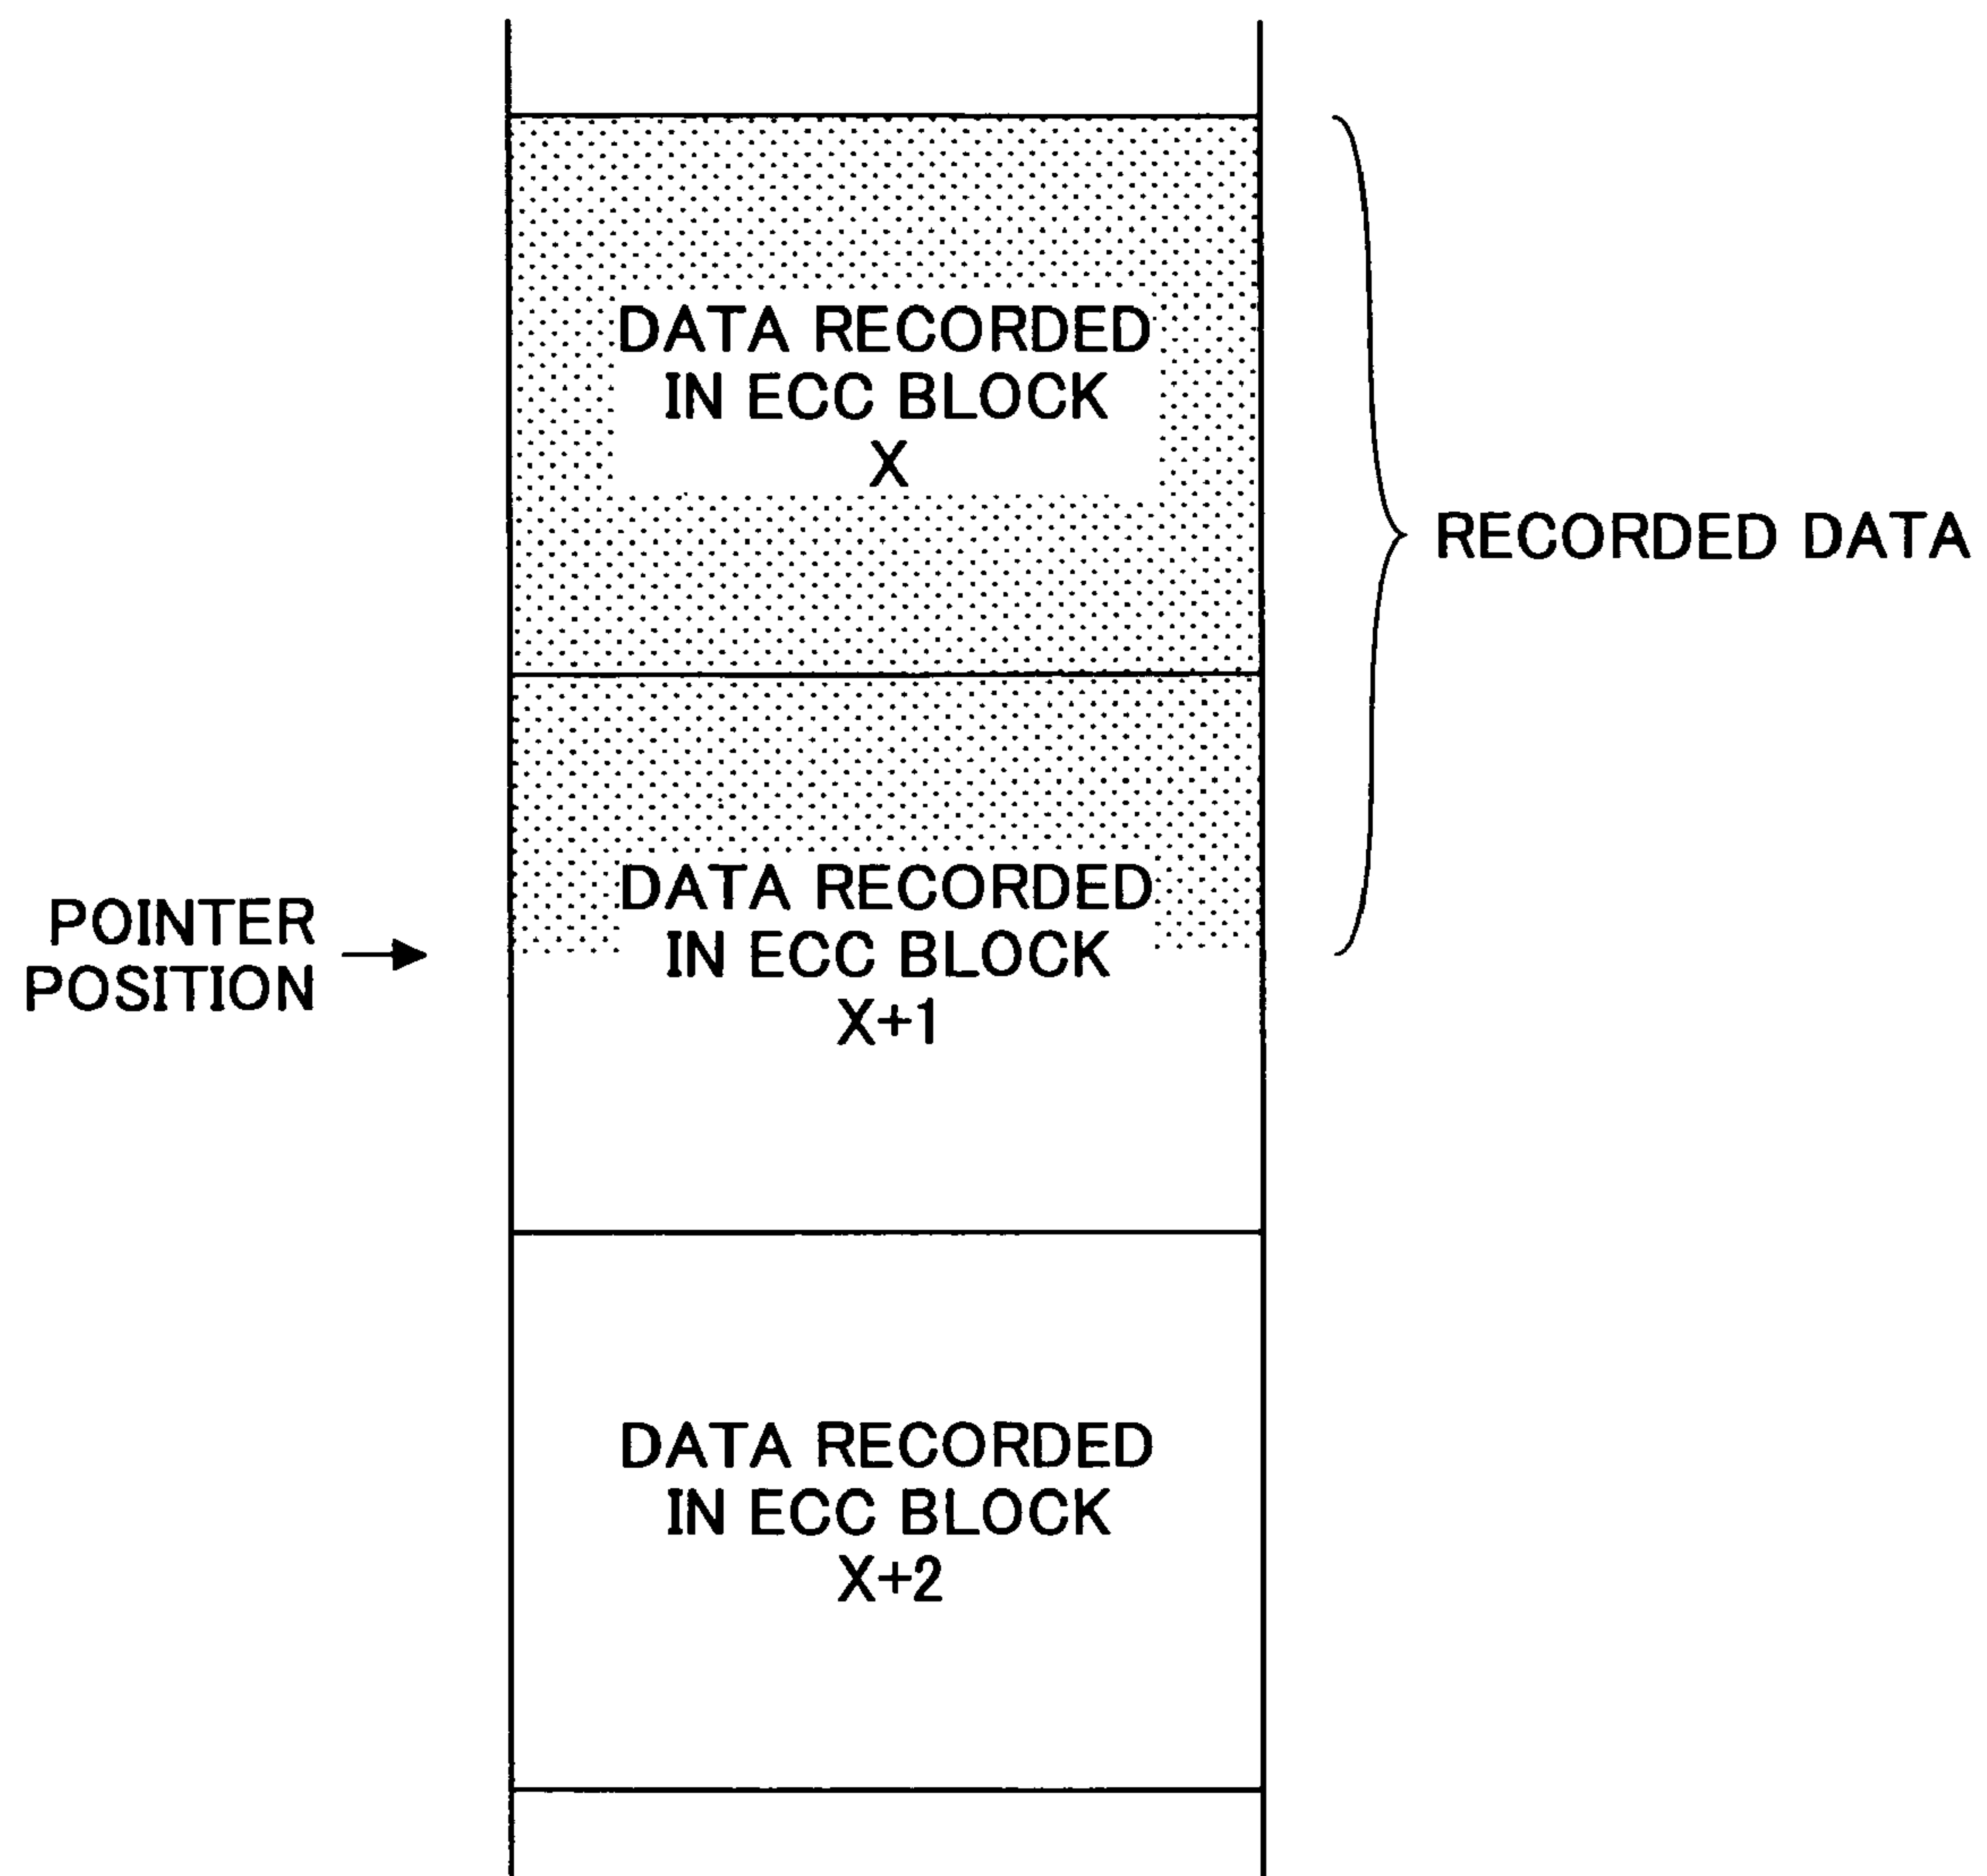 DATA RECORDED
IN ECC BLOCK
X
RECORDED DATA
DATA RECORDED
IN ECC BLOCK
X+1
POINTER
POSITION
DATA RECORDED
IN ECC BLOCK
X+2